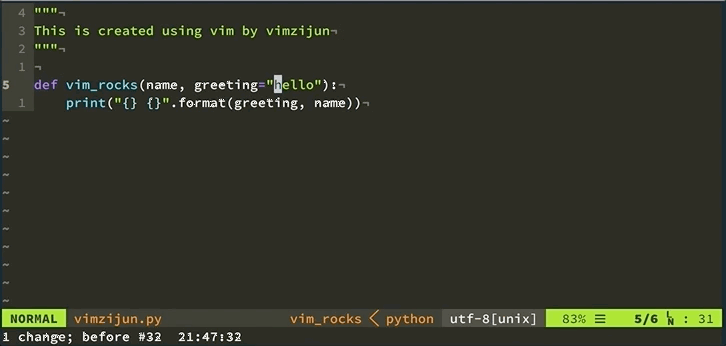 4 """¬
3 This is created using vim by vimzijun¬
2 """¬
1 ¬
5 def vim_rocks(name, greeting="hello"):¬
1     print("{} {}".format(greeting, name))¬
~
~
~
~
~
~
~
~
~
~
~
NORMAL vimzijun.py vim_rocks < python utf-8[unix] 83% ☰ 5/6 LN : 31
1 change; before #32 21:47:32